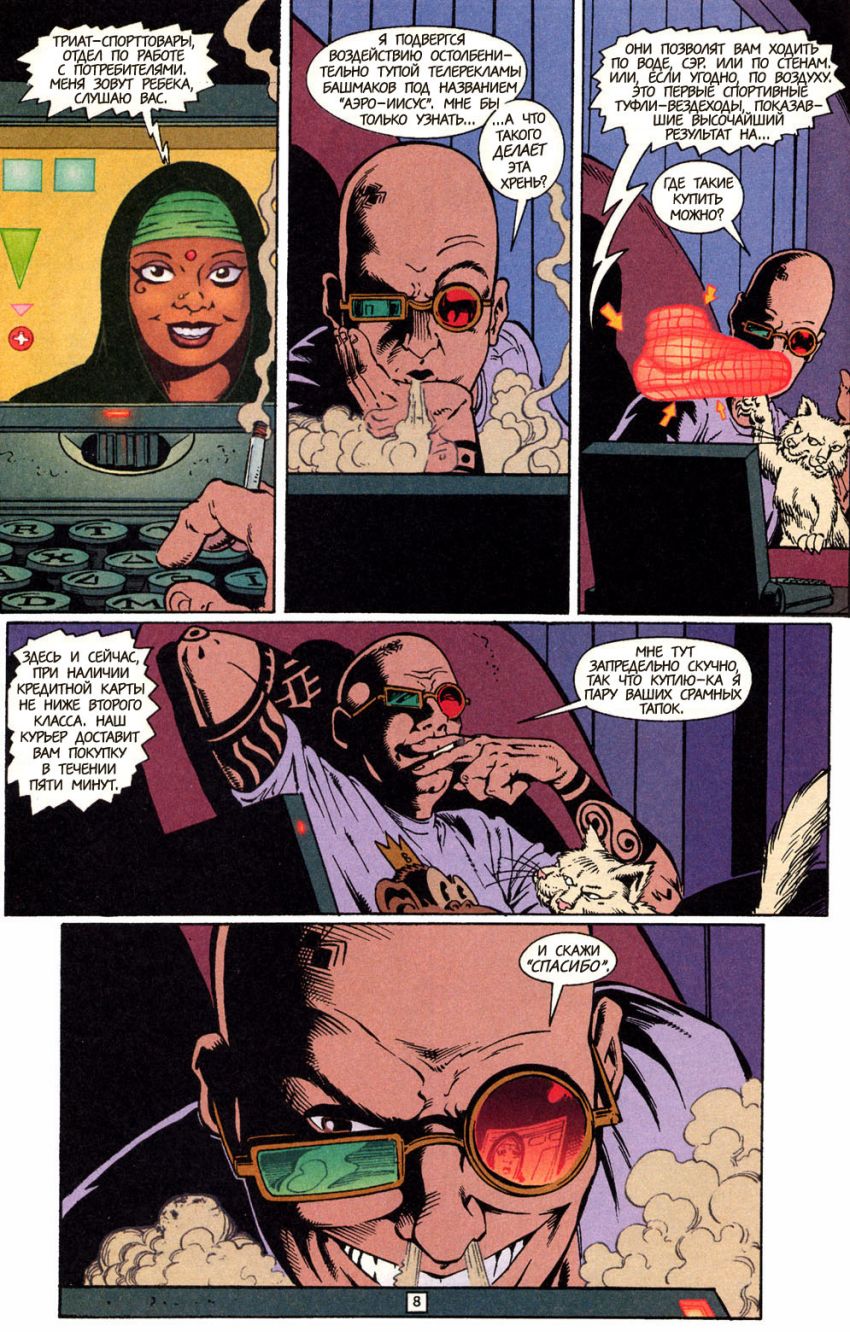 ТРИАТ-СПОРТТОВАРЫ,
ОТДЕЛ ПО РАБОТЕ
С ПОТРЕБИТЕЛЯМИ.
МЕНЯ ЗОВУТ РЕБЕКА,
СЛУШАЮ ВАС.
Я ПОДВЕРГСЯ
ВОЗДЕЙСТВИЮ ОСТОЛБЕНИ-
ТЕЛЬНО ТУПОЙ ТЕЛЕРЕКЛАМЫ
БАШМАКОВ ПОД НАЗВАНИЕМ
"АЭРО-ИИСУС". МНЕ БЫ
ТОЛЬКО УЗНАТЬ...
...А ЧТО
ТАКОГО
ДЕЛАЕТ
ЭТА
ХРЕНЬ?
ОНИ ПОЗВОЛЯТ ВАМ ХОДИТЬ
ПО ВОДЕ, СЭР. ИЛИ ПО СТЕНАМ.
ИЛИ, ЕСЛИ УГОДНО, ПО ВОЗДУХУ.
ЭТО ПЕРВЫЕ СПОРТИВНЫЕ
ТУФЛИ-ВЕЗДЕХОДЫ, ПОКАЗАВ-
ШИЕ ВЫСОЧАЙШИЙ
РЕЗУЛЬТАТ НА...
ГДЕ ТАКИЕ
КУПИТЬ
МОЖНО?
ЗДЕСЬ И СЕЙЧАС,
ПРИ НАЛИЧИИ
КРЕДИТНОЙ КАРТЫ
НЕ НИЖЕ ВТОРОГО
КЛАССА. НАШ
КУРЬЕР ДОСТАВИТ
ВАМ ПОКУПКУ
В ТЕЧЕНИИ
ПЯТИ МИНУТ.
МНЕ ТУТ
ЗАПРЕДЕЛЬНО СКУЧНО,
ТАК ЧТО КУПЛЮ-КА Я
ПАРУ ВАШИХ СРАМНЫХ
ТАПОК.
8
И СКАЖИ
"СПАСИБО".
8